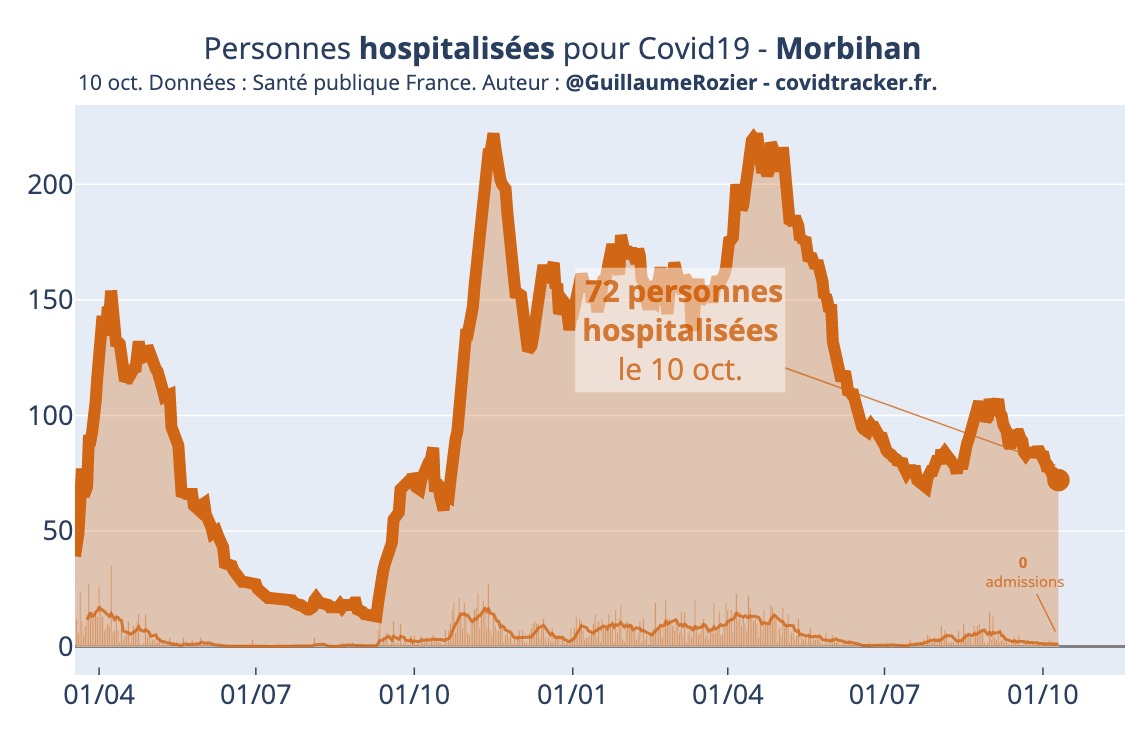 Personnes hospitalisées pour Covid19 - Morbihan
10 oct. Données : Santé publique France. Auteur : @GuillaumeRozier - covidtracker.fr.
200
150
100
50
0
72 personnes
hospitalisées
le 10 oct.
0
admissions
01/04
01/07
01/10
01/01
01/04
01/07
01/10